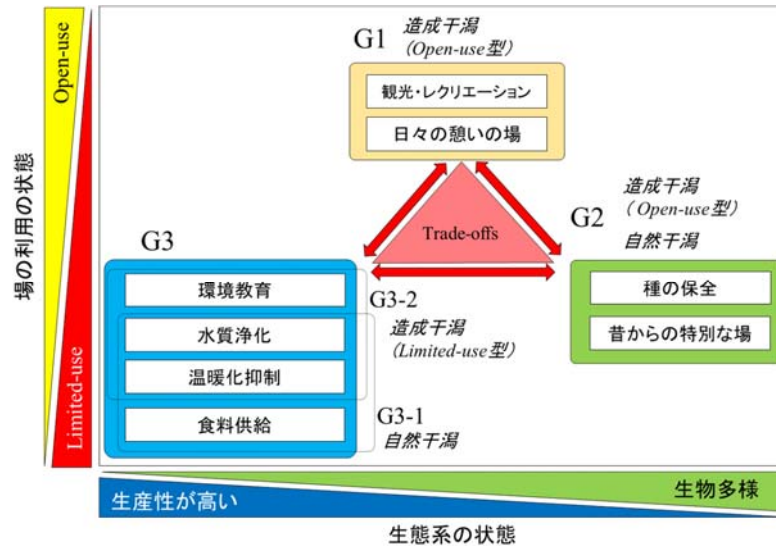 G1
造成干潟
(Open-use型)
観光・レクリエーション
日々の憩いの場
Trade-offs
G2
造成干潟
( Open-use型)
自然干潟
種の保全
昔からの特別な場
G3
環境教育
水質浄化
温暖化抑制
食料供給
G3-2
造成干潟
(Limited-use型)
G3-1
自然干潟
場の利用の状態
Open-use
Limited-use
生物多様
生産性が高い
生態系の状態